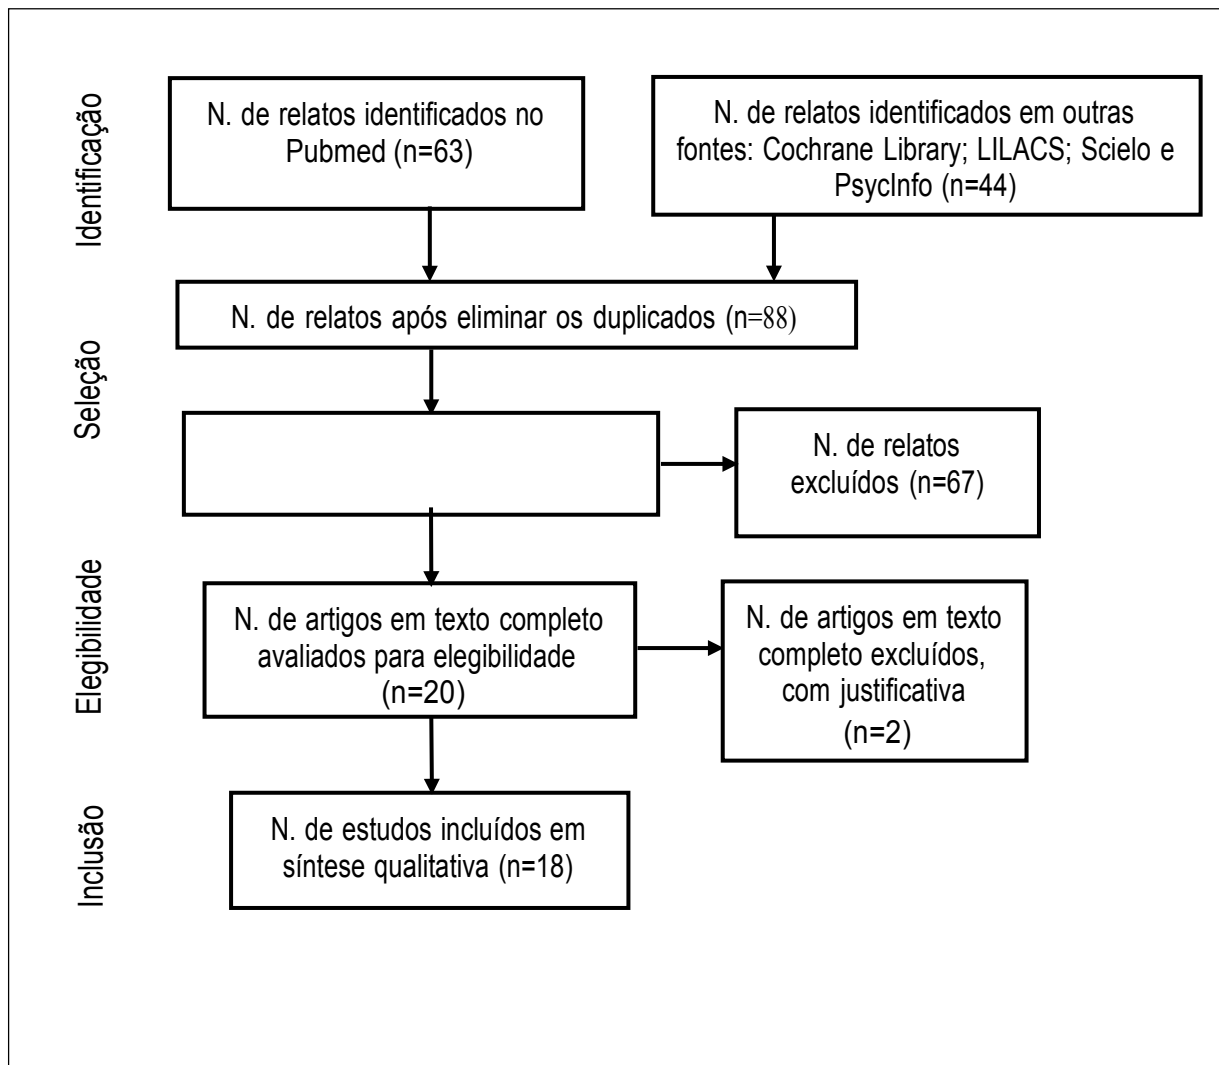 Identificação
N. de relatos identificados no
Pubmed (n=63)
N. de relatos identificados em outras
fontes: Cochrane Library; LILACS; Scielo e
PsycInfo (n=44)
N. de relatos após eliminar os duplicados (n=88)
Seleção
N. de relatos
excluídos (n=67)
Elegibilidade
N. de artigos em texto completo
avaliados para elegibilidade
(n=20)
N. de artigos em texto
completo excluídos,
com justificativa
(n=2)
Inclusão
N. de estudos incluídos em
síntese qualitativa (n=18)